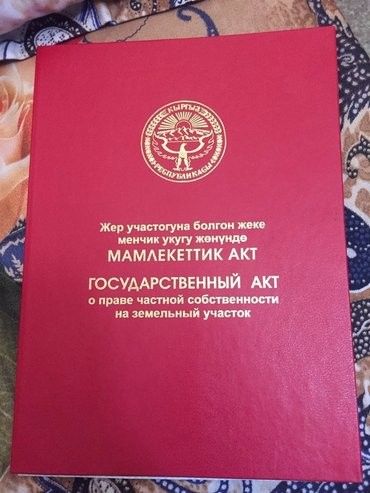 КЫРГЫЗ
РЕСПУБЛИКАСЫ
Жер участогуна болгон жеке
менчик укугу жөнүндө
МАМЛЕКЕТТИК АКТ
ГОСУДАРСТВЕННЫЙ АКТ
о праве частной собственности
на земельный участок